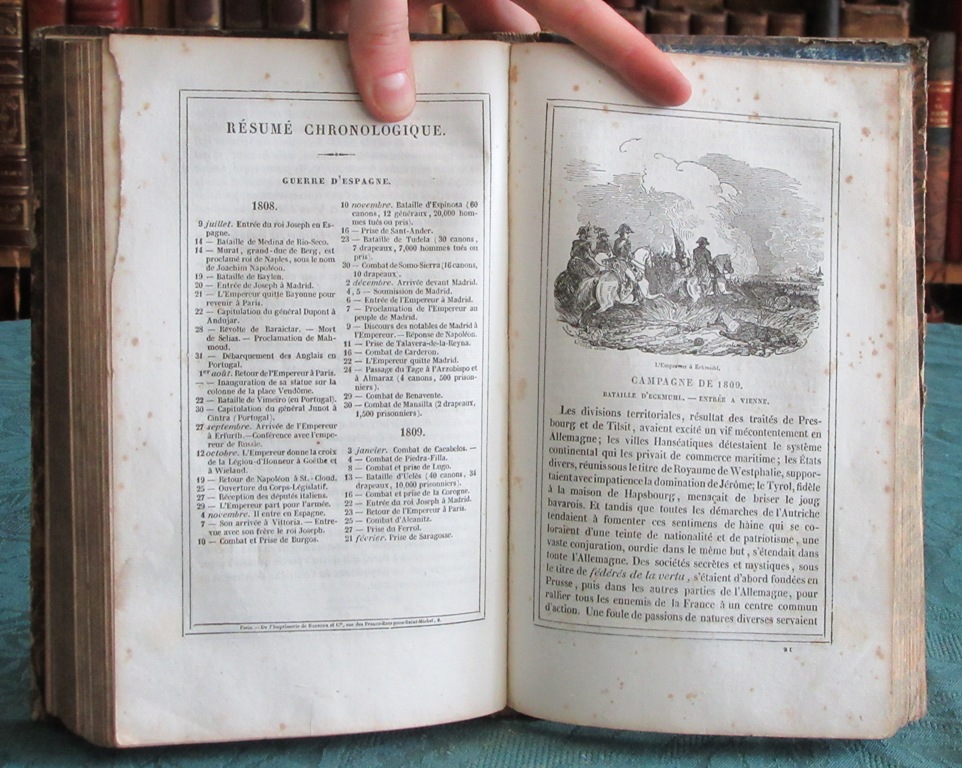 RÉSUMÉ CHRONOLOGIQUE.
GUERRE D'ESPAGNE.
1808.
9 juillet. Entrée du roi Joseph en Es-
pagne.
14 — Bataille de Medina de Rio-Seco.
14 — Murat, grand-duc de Berg, est
proclamé roi de Naples, sous le nom
de Joachim Napoléon.
19 — Bataille de Baylen.
20 — Entrée de Joseph à Madrid.
21 — L'Empereur quitte Bayonne pour
revenir à Paris.
22 — Capitulation du général Dupont à
Andujar.
28 — Révolte de Baraictar. — Mort
de Selias. — Proclamation de Mah-
moud.
31 — Débarquement des Anglais en
Portugal.
1er août. Retour de l'Empereur à Paris.
— — Inauguration de sa statue sur la
colonne de la place Vendôme.
22 — Bataille de Vimeiro (en Portugal).
30 — Capitulation du général Junot à
Cintra (Portugal).
27 septembre. Arrivée de l'Empereur
à Erfurth. — Conférence avec l'empe-
reur de Russie.
12 octobre. L'Empereur donne la croix
de la Légion-d'Honneur à Goëthe et
à Wieland.
19 — Retour de Napoléon à St.-Cloud.
25 — Ouverture du Corps-Législatif.
27 — Réception des députés italiens.
29 — L'Empereur part pour l'armée.
4 novembre. Il entre en Espagne.
7 — Son arrivée à Vittoria. — Entre-
vue avec son frère le roi Joseph.
10 — Combat et Prise de Burgos.
10 novembre. Bataille d'Espinosa (60
canons, 12 généraux, 20,000 hom-
mes tués ou pris).
16 — Prise de Sant-Ander.
23 — Bataille de Tudela (30 canons,
7 drapeaux, 7,000 hommes tués ou
pris).
30 — Combat de Somo-Sierra (16 canons,
10 drapeaux).
2 décembre. Arrivée devant Madrid.
4, 5 — Soumission de Madrid.
6 — Entrée de l'Empereur à Madrid.
7 — Proclamation de l'Empereur au
peuple de Madrid.
9 — Discours des notables de Madrid à
l'Empereur. — Réponse de Napoléon.
11 — Prise de Talavera-de-la-Reyna.
16 — Combat de Carderon.
22 — L'Empereur quitte Madrid.
24 — Passage du Tage à l'Arzobispo et
à Almaraz (4 canons, 500 prison-
niers).
29 — Combat de Benavente.
30 — Combat de Mansilla (2 drapeaux,
1,500 prisonniers).
1809.
3 janvier. Combat de Cacabelos. —
4 — Combat de Piedra-Filla.
8 — Combat et prise de Lugo.
13 — Bataille d'Uclès (40 canons, 34
drapeaux, 10,000 prisonniers).
16 — Combat et prise de la Corogne.
22 — Entrée du roi Joseph à Madrid.
23 — Retour de l'Empereur à Paris.
25 — Combat d'Alcanitz.
27 — Prise du Ferrol.
21 février. Prise de Saragosse.
Paris. — De l'Imprimerie de et Cie, rue des Francs-Bourgeois-Saint-Michel, 8.
L'Empereur à Eckmühl.
CAMPAGNE DE 1809.
BATAILLE D'ECKMUHL. — ENTRÉE A VIENNE.
Les divisions territoriales, résultat des traités de Pres-
bourg et de Tilsit, avaient excité un vif mécontentement en
Allemagne; les villes Hanséatiques détestaient le système
continental qui les privait de commerce maritime; les États
divers, réunis sous le titre de Royaume de Westphalie, suppor-
taient avec impatience la domination de Jérôme; le Tyrol, fidèle
à la maison de Hapsbourg, menaçait de briser le joug
bavarois. Et tandis que toutes les démarches de l'Autriche
tendaient à fomenter ces sentimens de haine qui se co-
loraient d'une teinte de nationalité et de patriotisme, une
vaste conjuration, ourdie dans le même but, s'étendait dans
toute l'Allemagne. Des sociétés secrètes et mystiques, sous
le titre de fédérés de la vertu, s'étaient d'abord fondées en
Prusse, puis dans les autres parties de l'Allemagne, pour
rallier tous les ennemis de la France à un centre commun
d'action. Une foule de passions de natures diverses servaient
21